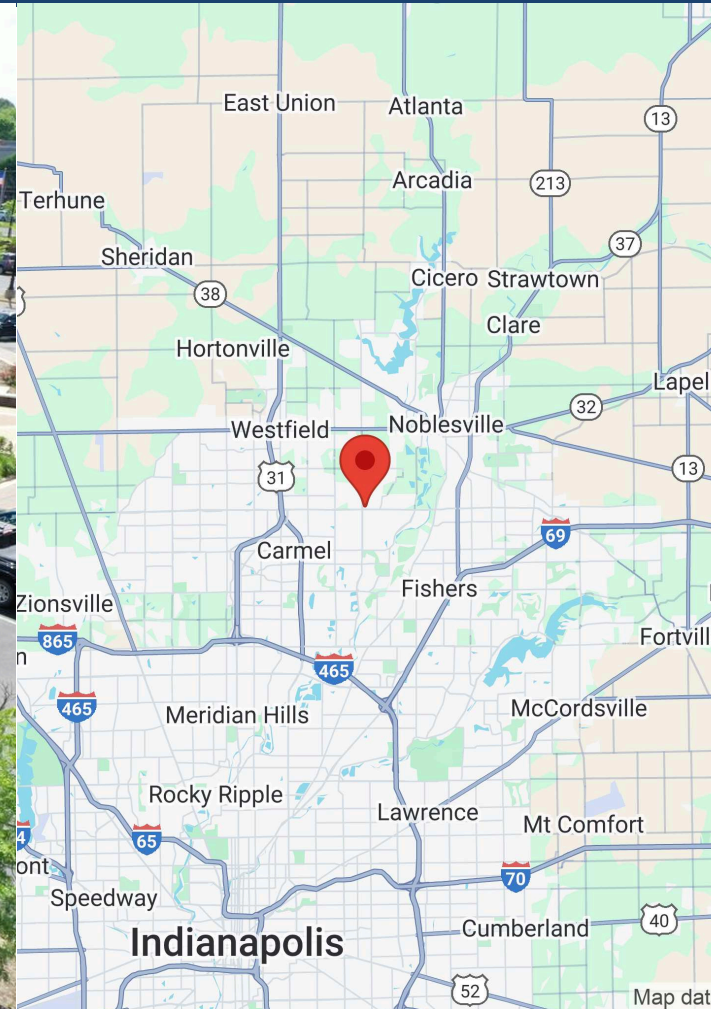 East Union
Atlanta
13
Arcadia
213
Terhune
37
Sheridan
Cicero
Strawtown
38
Clare
Hortonville
Lapel
32
Westfield
Noblesville
13
31
69
Carmel
Fishers
Zionsville
865
Fortvill
n
465
465
McCordsville
Meridian Hills
Rocky Ripple
Lawrence
Mt Comfort
4
65
ont
70
Speedway
40
Cumberland
Indianapolis
52
Map dat